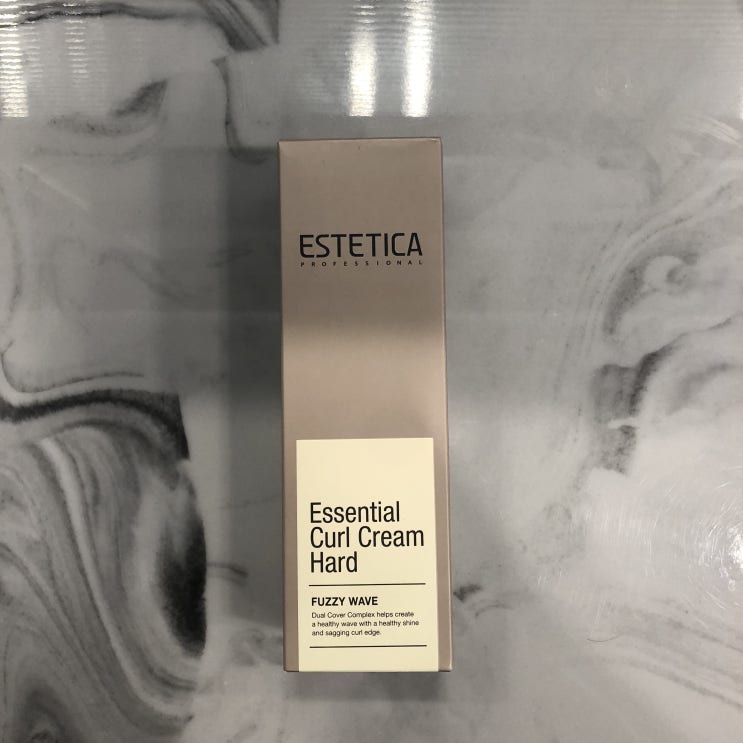 ESTETICA
PROFESSIONAL
Essential
Curl Cream
Hard
FUZZY WAVE
Dual Cover Complex helps create
a healthy wave with a healthy shine
and sagging curl edge.